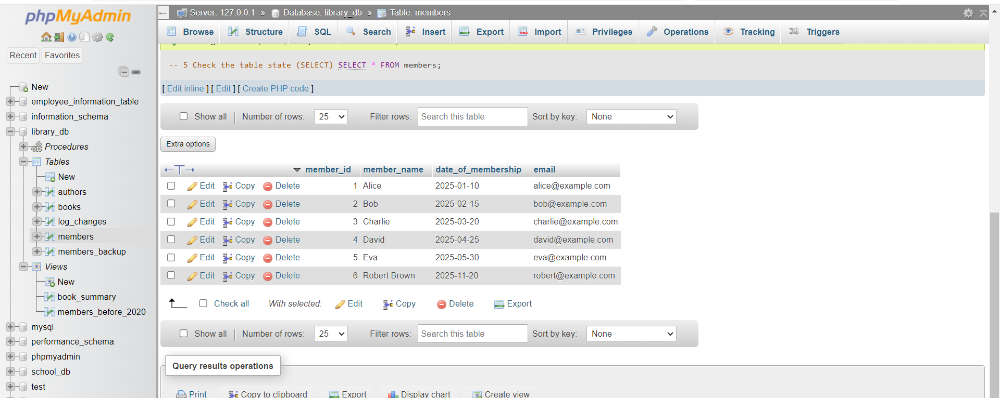 phpMyAdmin
Recent Favorites
New
employee_information_table
information_schema
library_db
Procedures
Tables
New
authors
books
log_changes
members
members_backup
Views
New
book_summary
members_before_2020
mysql
performance_schema
phpmyadmin
school_db
test
Server: 127.0.0.1 » Database: library_db » Table: members
Browse Structure SQL Search Insert Export Import Privileges Operations Tracking Triggers
-- 5 Check the table state (SELECT) SELECT * FROM members;
[ Edit inline ] [ Edit ] [ Create PHP code ]
Show all Number of rows: 25 Filter rows: Search this table Sort by key: None
Extra options
member_id member_name date_of_membership email
Edit Copy Delete 1 Alice 2025-01-10 alice@example.com
Edit Copy Delete 2 Bob 2025-02-15 bob@example.com
Edit Copy Delete 3 Charlie 2025-03-20 charlie@example.com
Edit Copy Delete 4 David 2025-04-25 david@example.com
Edit Copy Delete 5 Eva 2025-05-30 eva@example.com
Edit Copy Delete 6 Robert Brown 2025-11-20 robert@example.com
Check all With selected: Edit Copy Delete Export
Show all Number of rows: 25 Filter rows: Search this table Sort by key: None
Query results operations
Print Copy to clipboard Export Display chart Create view